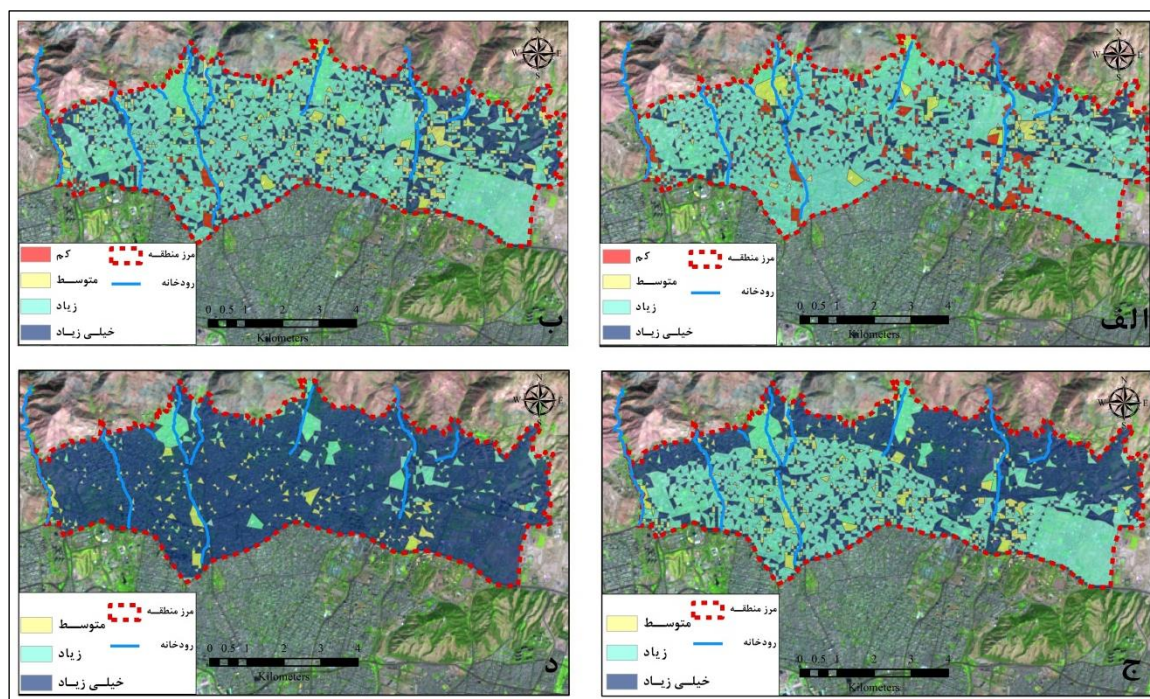 N
W E
S
مرز منطقه
رودخانه
کم
متوسط
زیاد
خیلی زیاد
0 0.5 1 2 3 4
Kilometers
الف
N
W E
S
مرز منطقه
رودخانه
کم
متوسط
زیاد
خیلی زیاد
0 0.5 1 2 3 4
Kilometers
ب
N
W E
S
مرز منطقه
رودخانه
متوسط
زیاد
خیلی زیاد
0 0.5 1 2 3 4
Kilometers
ج
N
W E
S
مرز منطقه
رودخانه
متوسط
زیاد
خیلی زیاد
0 0.5 1 2 3 4
Kilometers
د